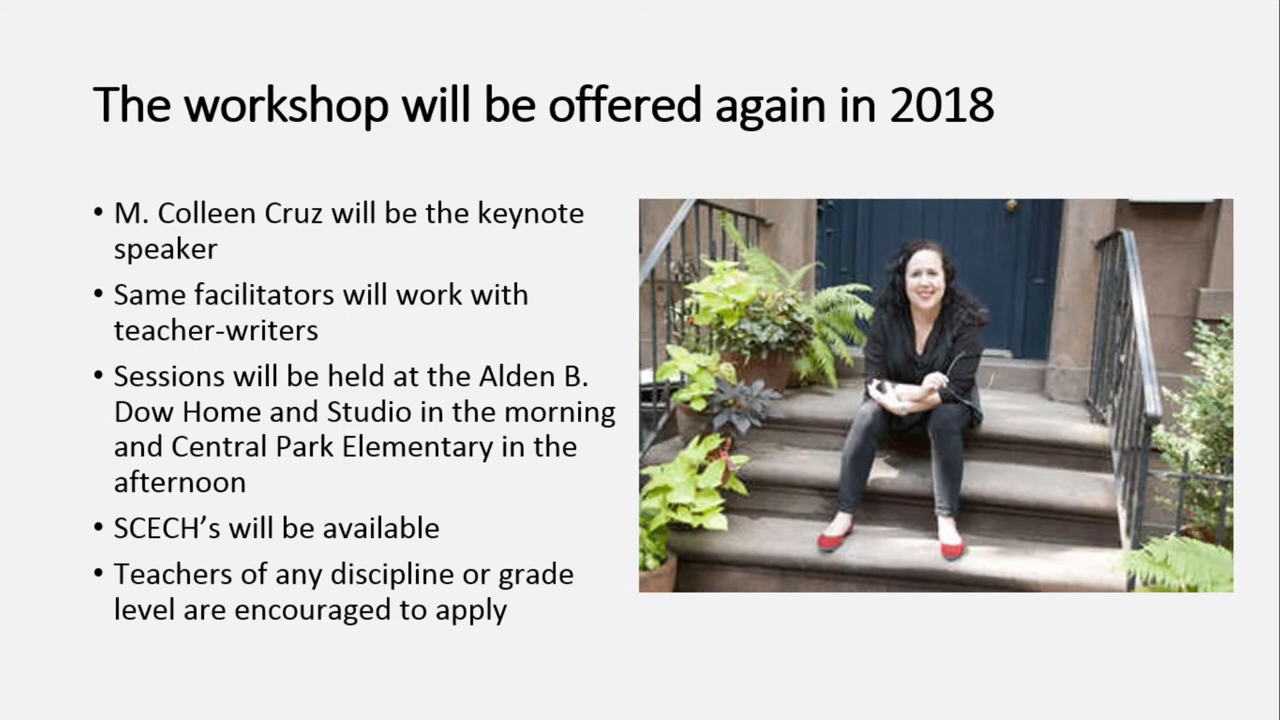 The workshop will be offered again in 2018
• M. Colleen Cruz will be the keynote
speaker
• Same facilitators will work with
teacher-writers
• Sessions will be held at the Alden B.
Dow Home and Studio in the morning
and Central Park Elementary in the
afternoon
• SCECH’s will be available
• Teachers of any discipline or grade
level are encouraged to apply